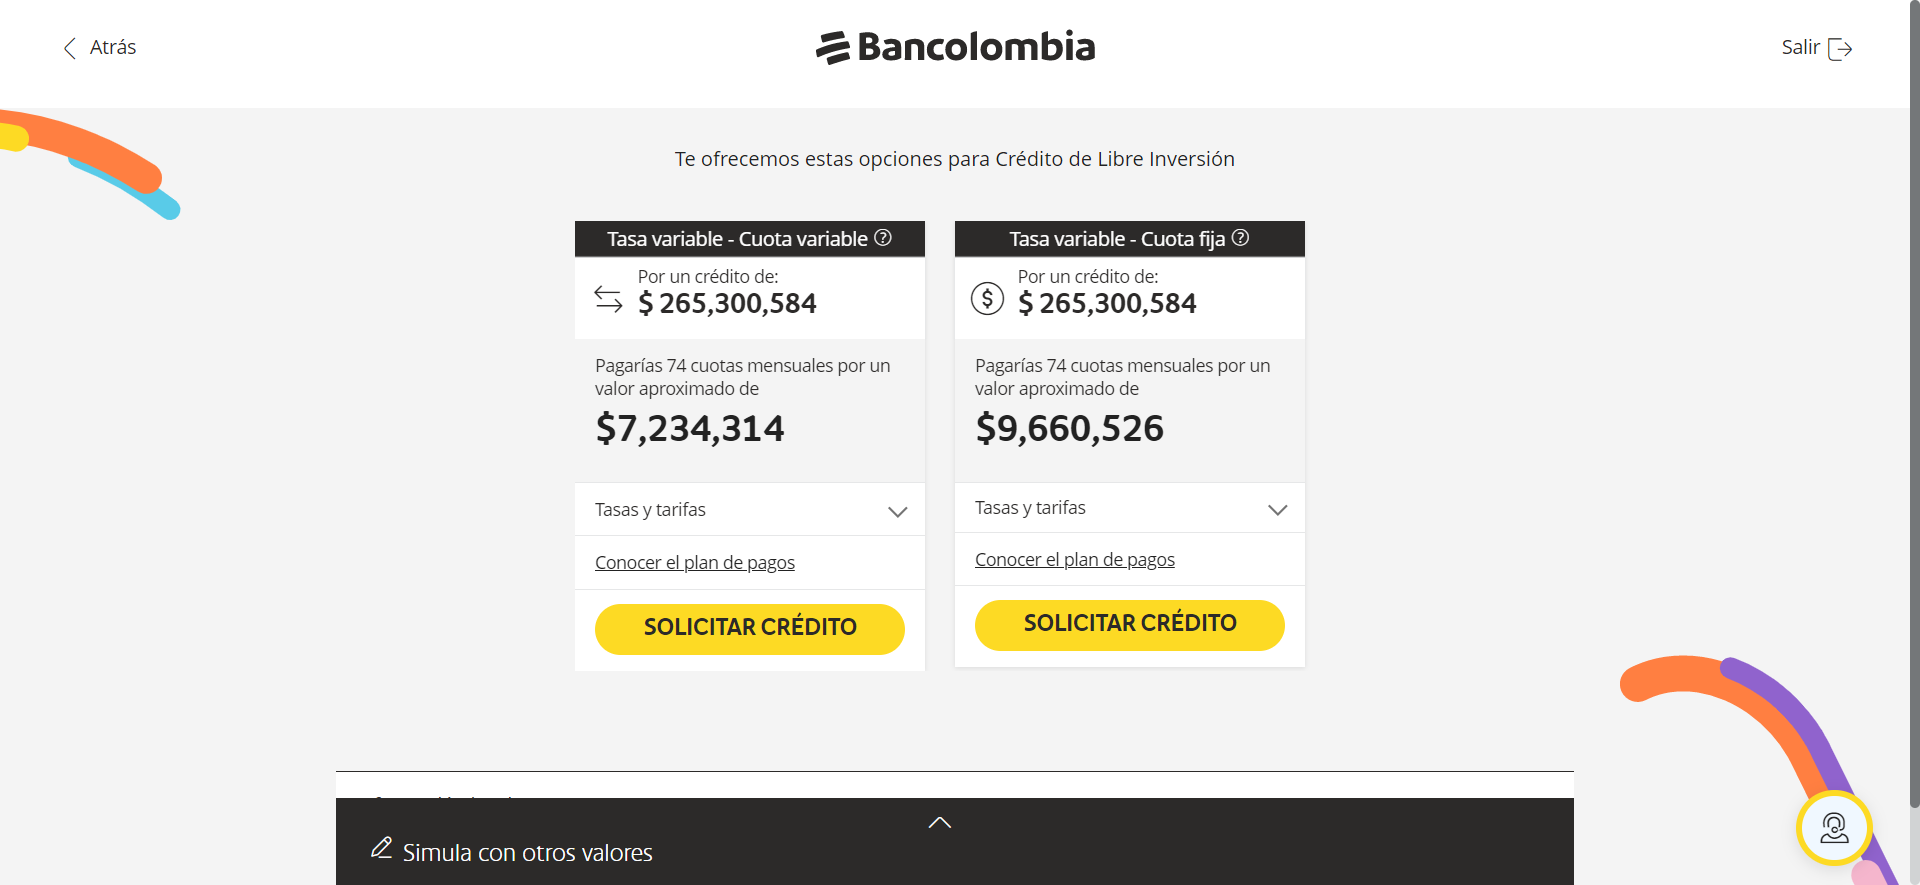 Atrás
Bancolombia
Salir
Te ofrecemos estas opciones para Crédito de Libre Inversión
Tasa variable - Cuota variable
Por un crédito de:
$ 265,300,584
Pagarías 74 cuotas mensuales por un
valor aproximado de
$7,234,314
Tasas y tarifas
Conocer el plan de pagos
SOLICITAR CRÉDITO
Tasa variable - Cuota fija
Por un crédito de:
$ 265,300,584
Pagarías 74 cuotas mensuales por un
valor aproximado de
$9,660,526
Tasas y tarifas
Conocer el plan de pagos
SOLICITAR CRÉDITO
Simula con otros valores